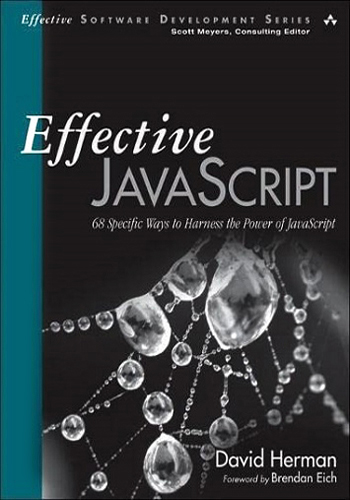 Effective SOFTWARE DEVELOPMENT SERIES
Scott Meyers, Consulting Editor
Effective
JAVASCRIPT
68 Specific Ways to Harness the Power of JavaScript
David Herman
Foreword by Brendan Eich